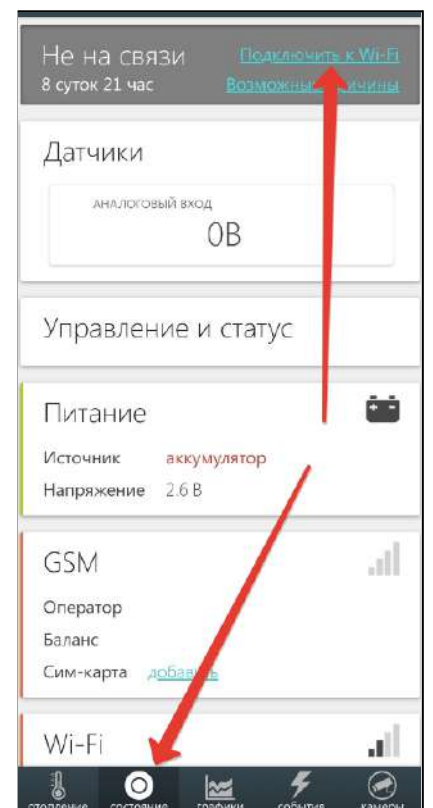 Не на связи Подключить к Wi-Fi
8 суток 21 час Возможные причины
Датчики
АНАЛОГОВЫЙ ВХОД
0В
Управление и статус
Питание
Источник аккумулятор
Напряжение 2.6 В
GSM
Оператор
Баланс
Сим-карта добавить
Wi-Fi
отопление состояние графики события камеры